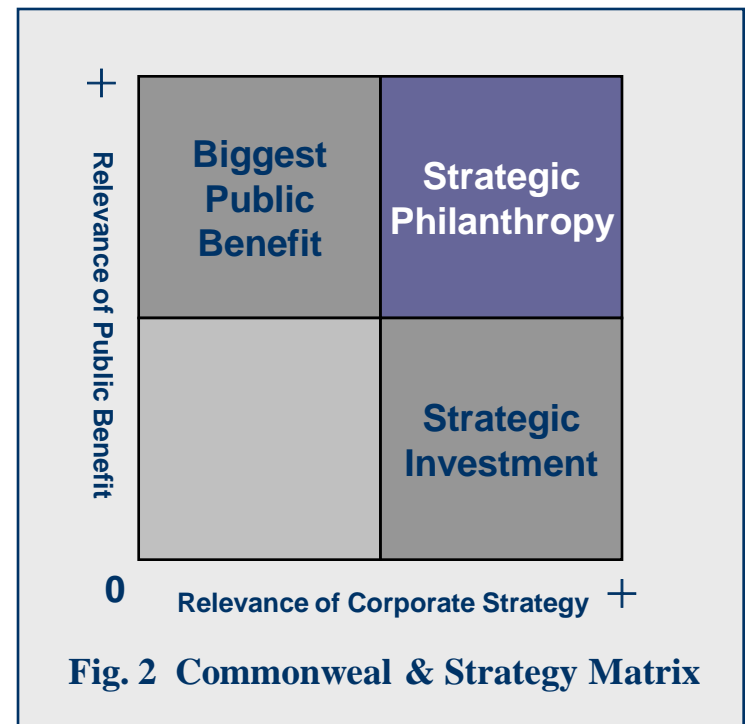 +
Relevance of Public Benefit
Biggest
Public
Benefit
Strategic
Philanthropy
Strategic
Investment
0
Relevance of Corporate Strategy +
Fig. 2 Commonweal & Strategy Matrix